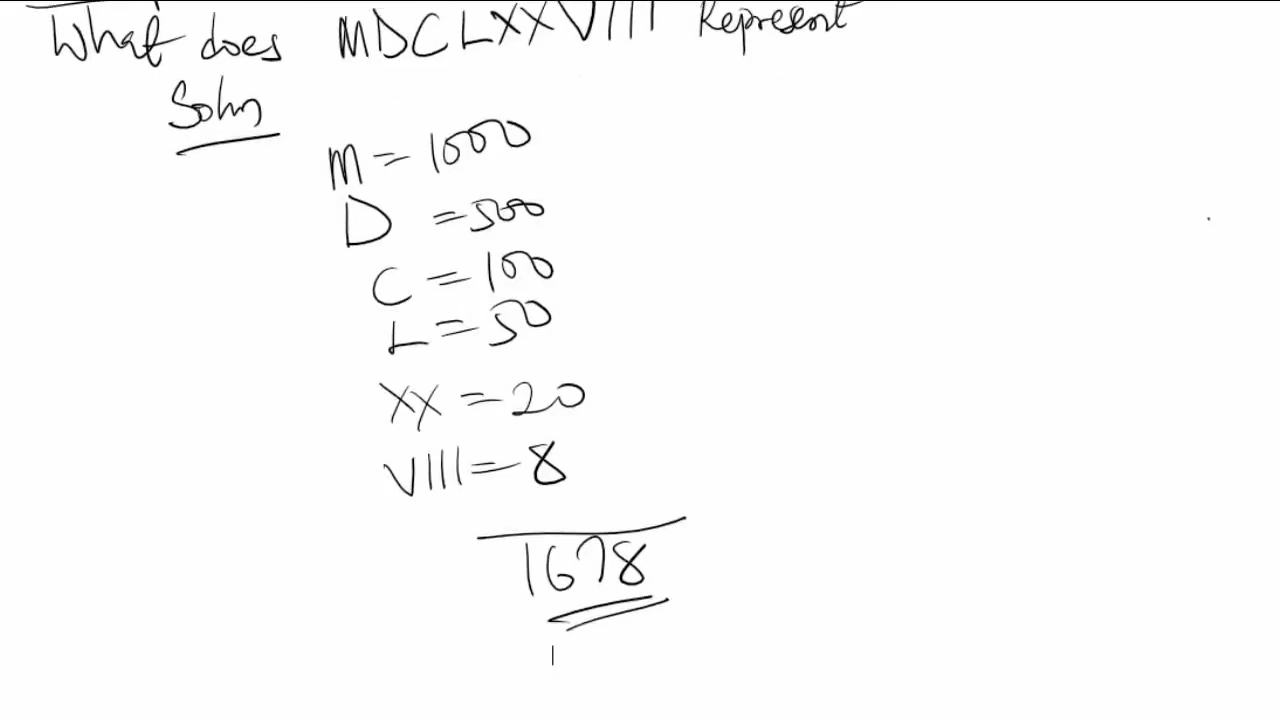 What does MDCLXXVIII Represent
Soln
M = 1000
D = 500
C = 100
L = 50
XX = 20
VIII = 8
1678